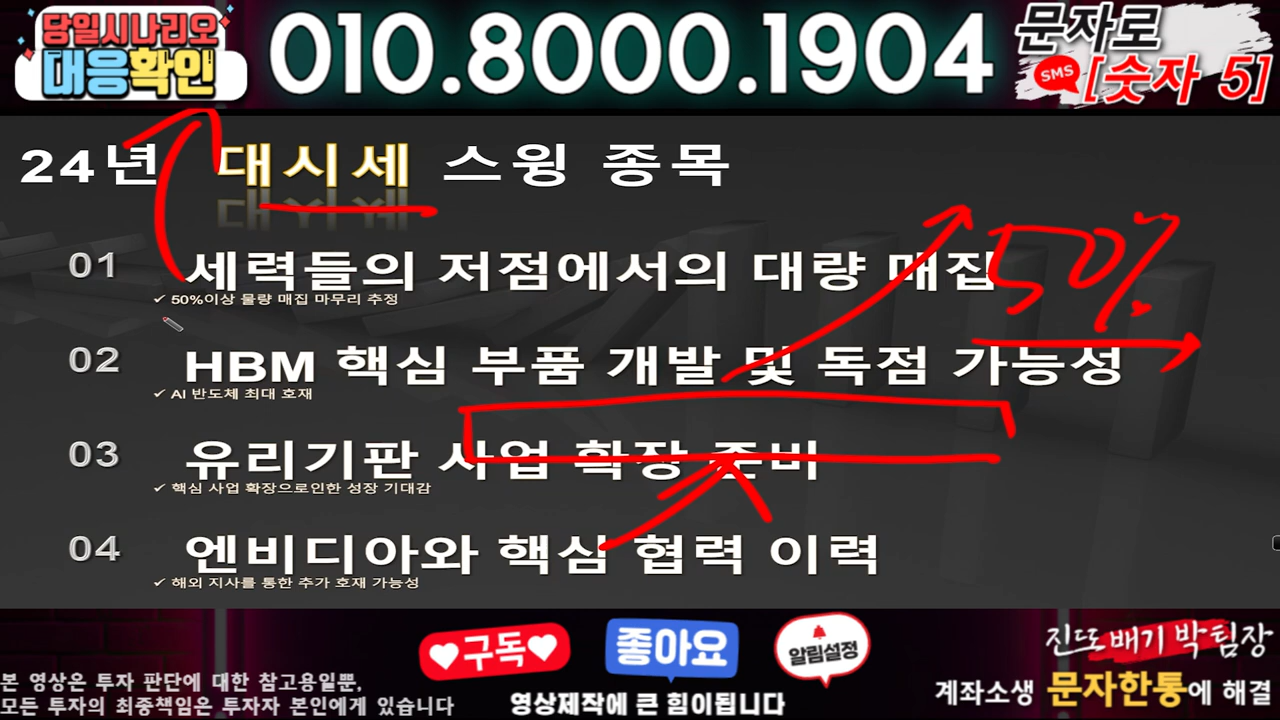 당일시나리오
대응확인
010.8000.1904
문자로
SMS
[숫자 5]
24년 대시세 스윙 종목
01 세력들의 저점에서의 대량 매집
✓ 50%이상 물량 매집 마무리 추정
50%
02 HBM 핵심 부품 개발 및 독점 가능성
✓ AI 반도체 최대 호재
03 유리기판 사업 확장 준비
✓ 핵심 사업 확장으로인한 성장 기대감
04 엔비디아와 핵심 협력 이력
✓ 해외 지사를 통한 추가 호재 가능성
구독
좋아요
알림설정
영상제작에 큰 힘이됩니다
본 영상은 투자 판단에 대한 참고용일뿐,
모든 투자의 최종책임은 투자자 본인에게 있습니다
진또배기 박팀장
계좌소생 문자한통에 해결